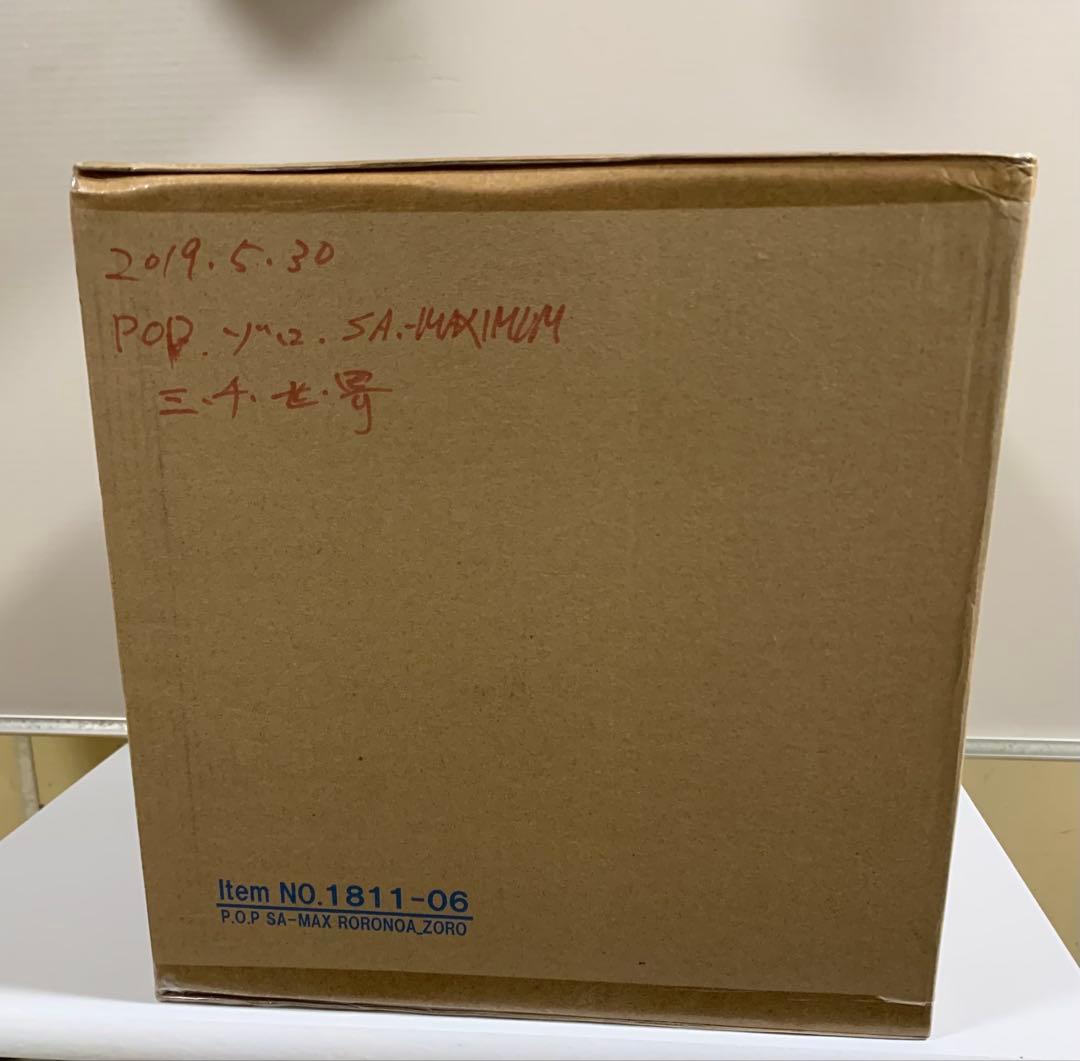 2019.5.30
POP.ゾロ.SA-MAXIMUM
三.千.世.界
Item NO.1811-06
P.O.P SA-MAX RORONOA_ZORO